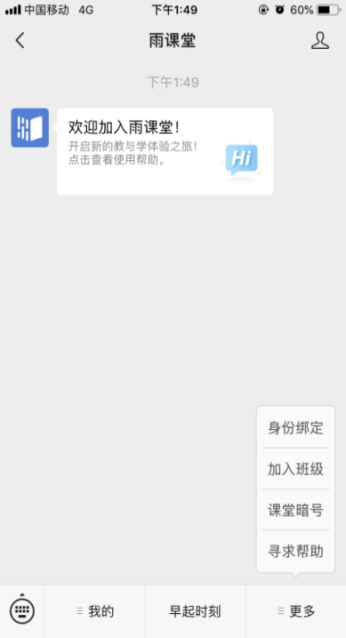 中国移动 4G 下午1:49 60%
雨课堂
下午1:49
欢迎加入雨课堂！
开启新的教与学体验之旅！
点击查看使用帮助。
Hi
身份绑定
加入班级
课堂暗号
寻求帮助
我的 早起时刻 更多